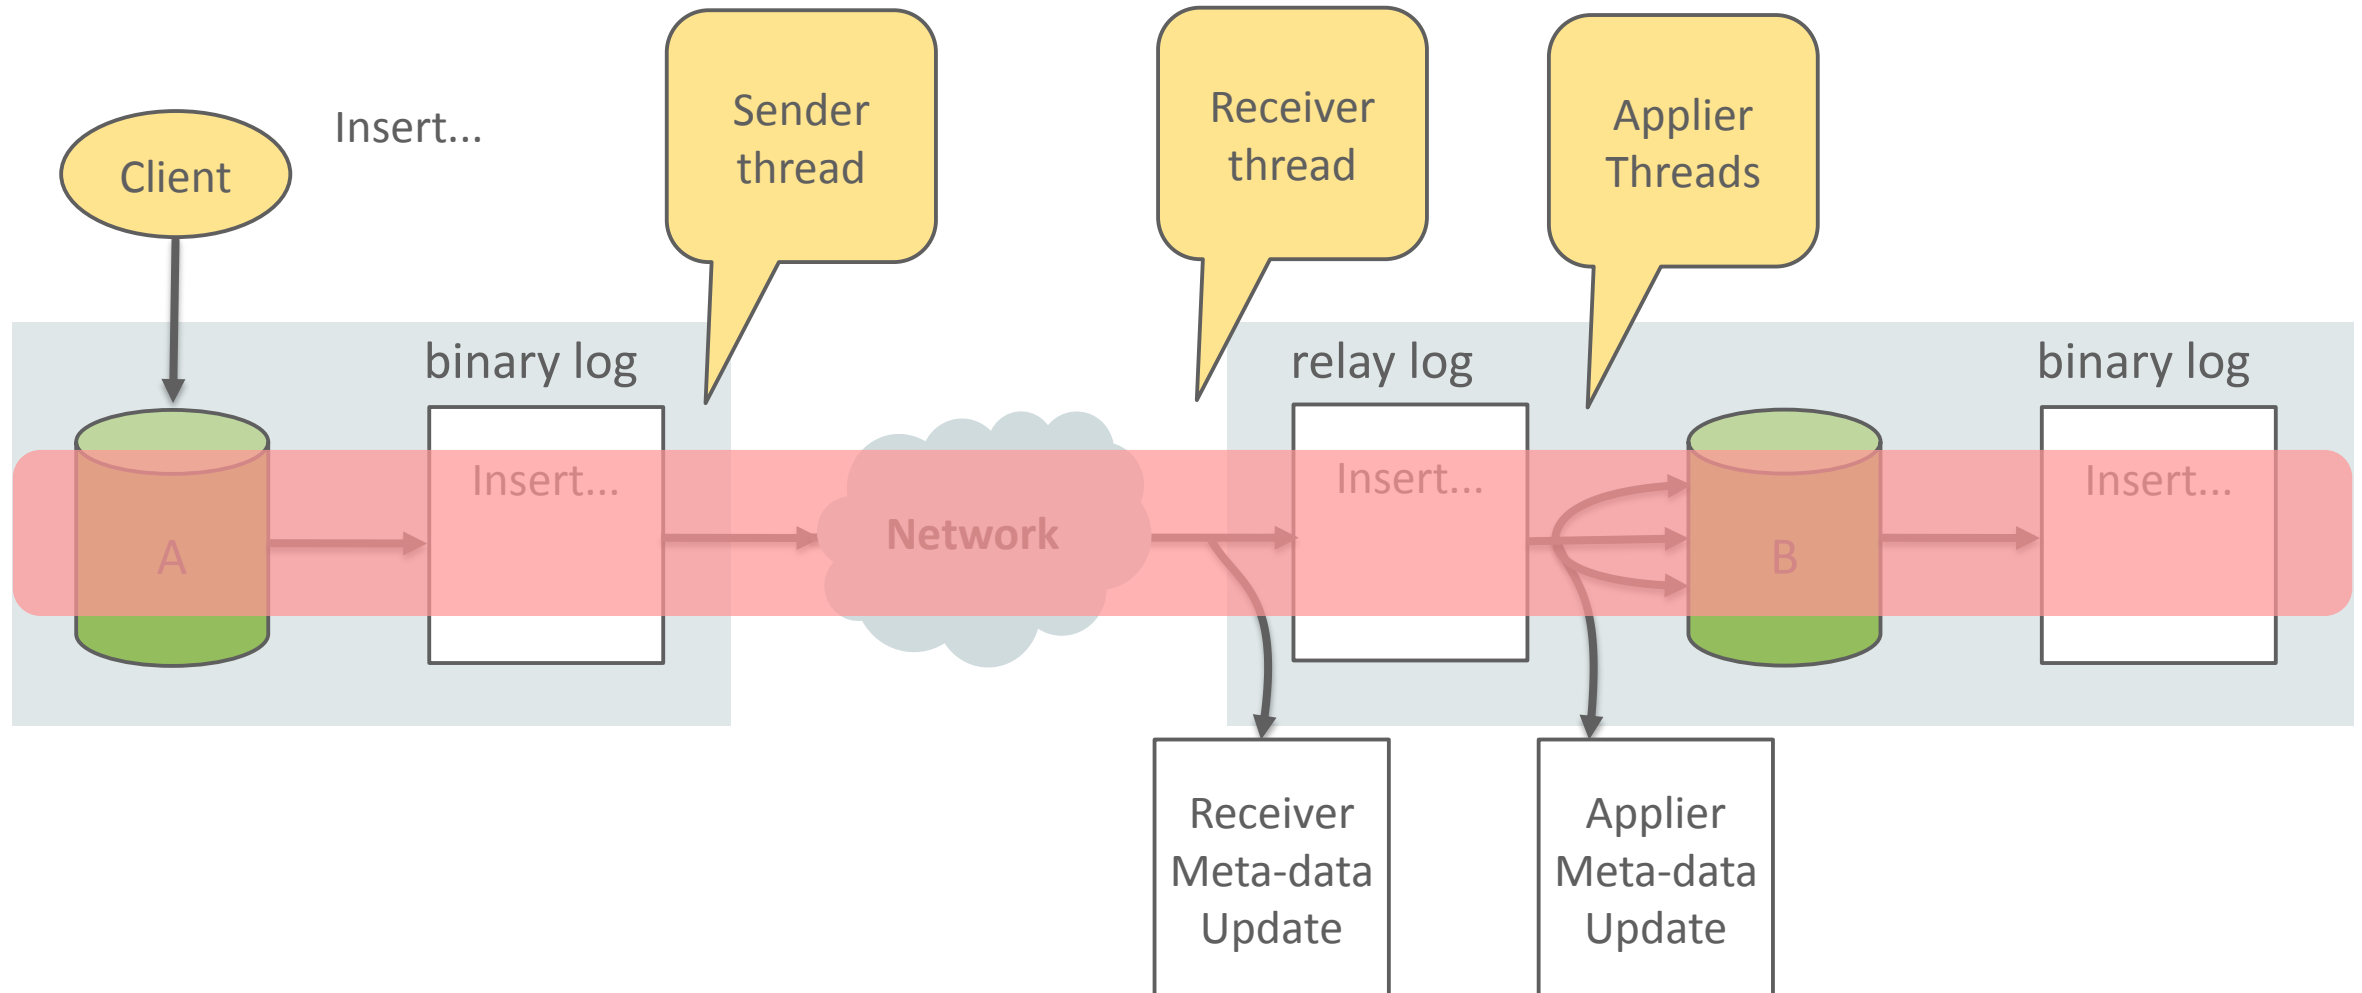 Client
Insert...
Sender
thread
Receiver
thread
Applier
Threads
binary log
relay log
binary log
A
Insert...
Network
Insert...
B
Insert...
Receiver
Meta-data
Update
Applier
Meta-data
Update